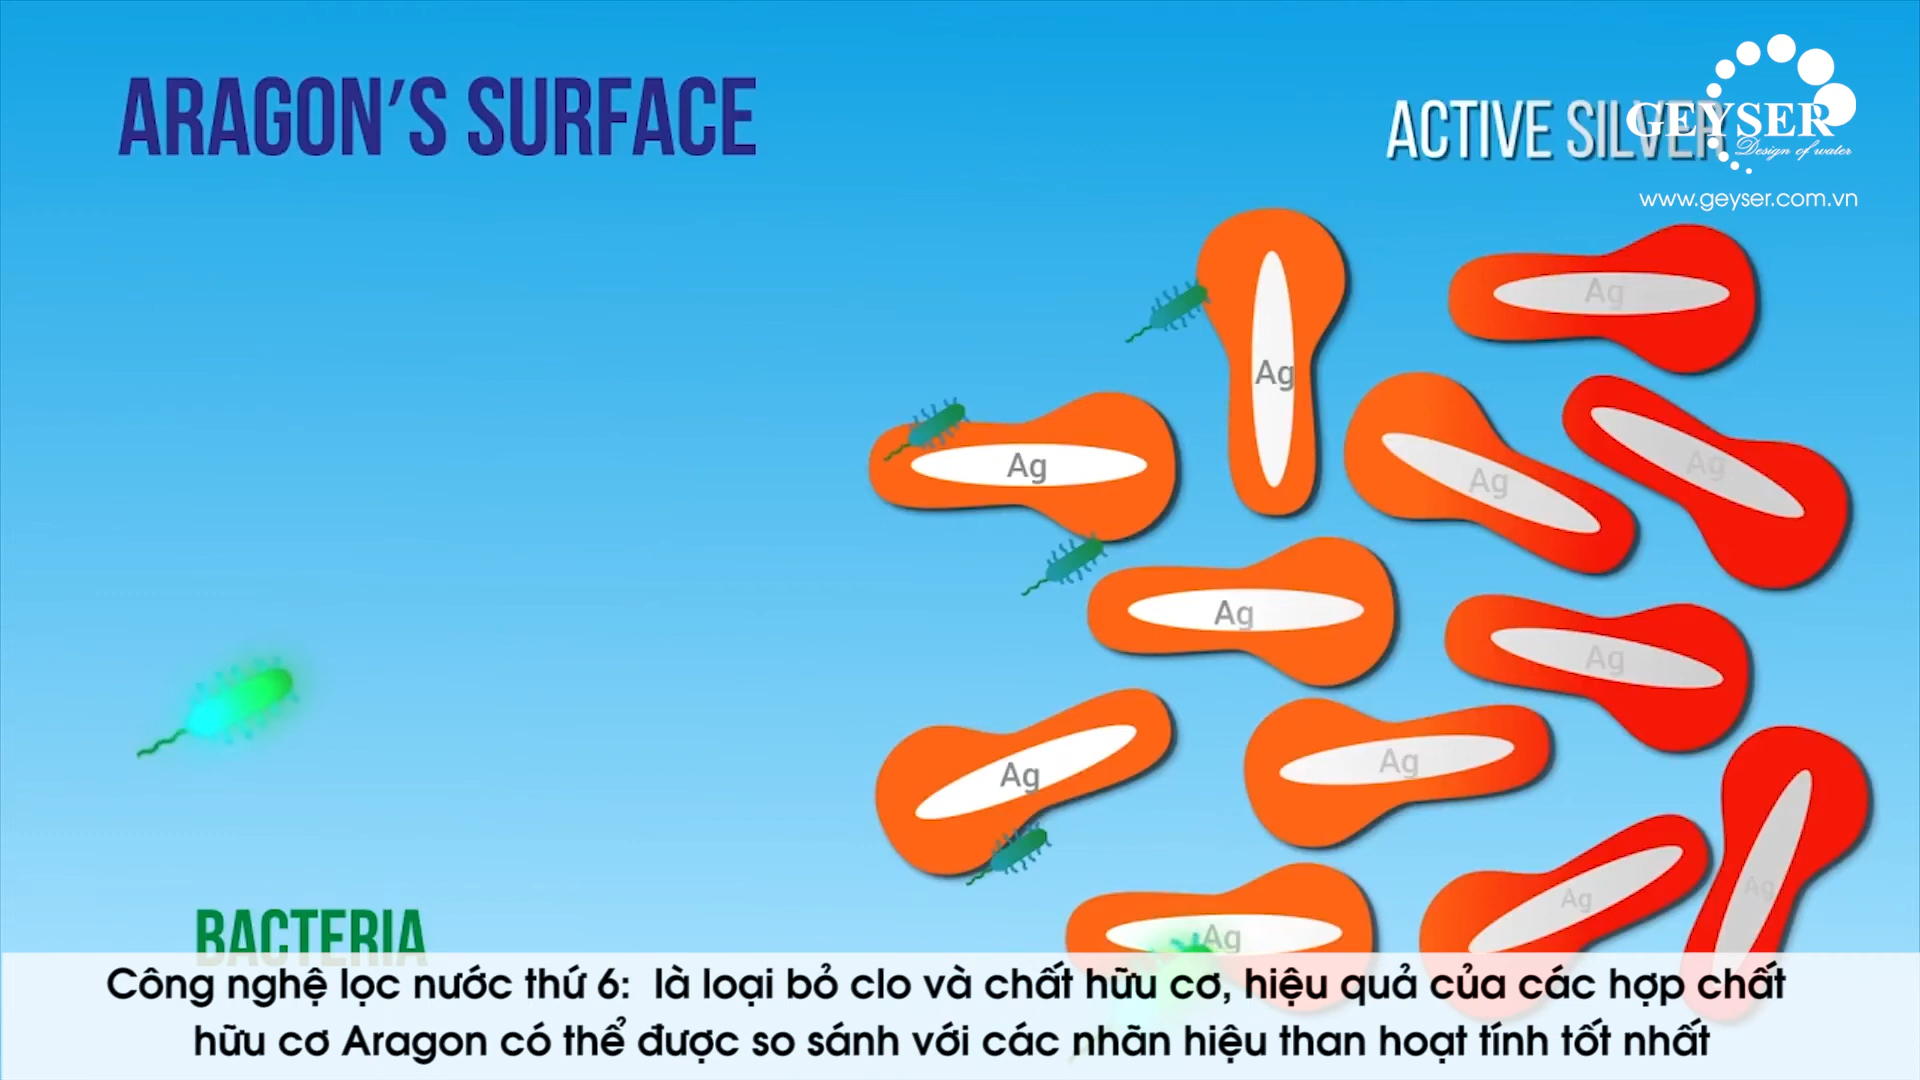 ARAGON'S SURFACE
ACTIVE SILVER
GEYSER
Design of water
www.geyser.com.vn
Ag
Ag
Ag
Ag
Ag
Ag
Ag
Ag
Ag
Ag
Ag
Ag
Ag
BACTERIA
Công nghệ lọc nước thứ 6: là loại bỏ clo và chất hữu cơ, hiệu quả của các hợp chất
hữu cơ Aragon có thể được so sánh với các nhãn hiệu than hoạt tính tốt nhất